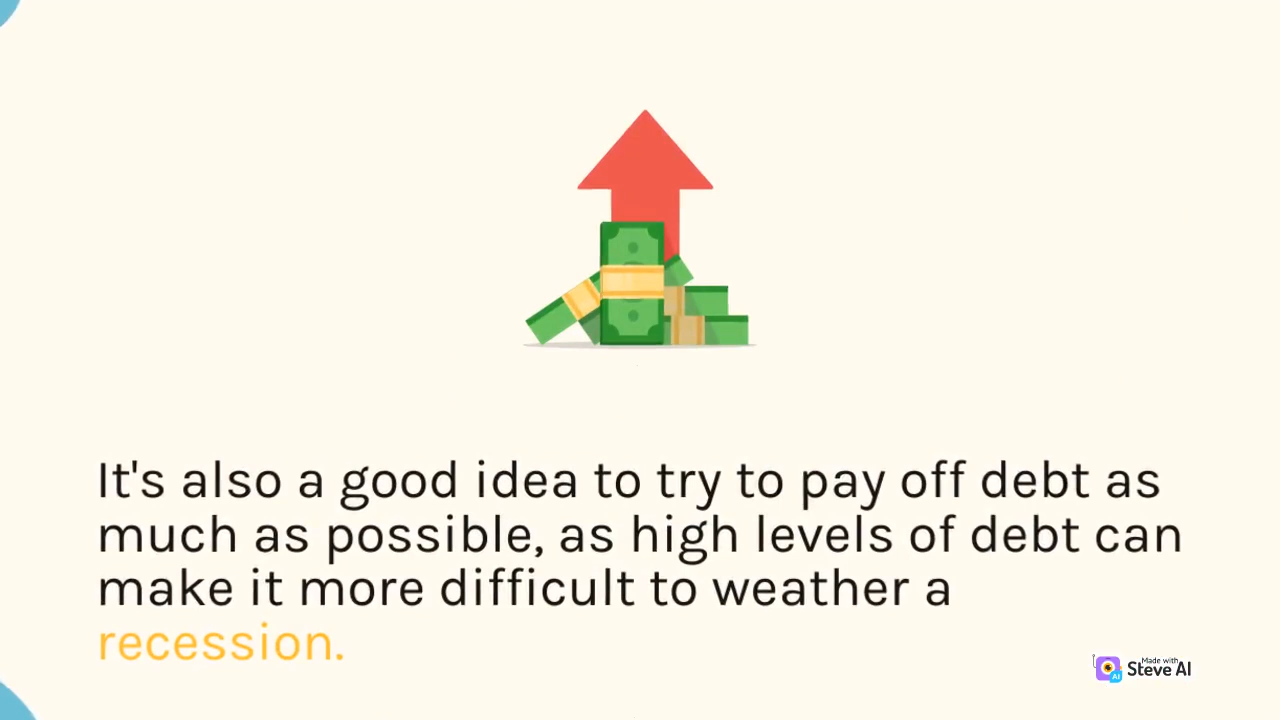 It's also a good idea to try to pay off debt as
much as possible, as high levels of debt can
make it more difficult to weather a
recession.
Made with
Steve AI
AI